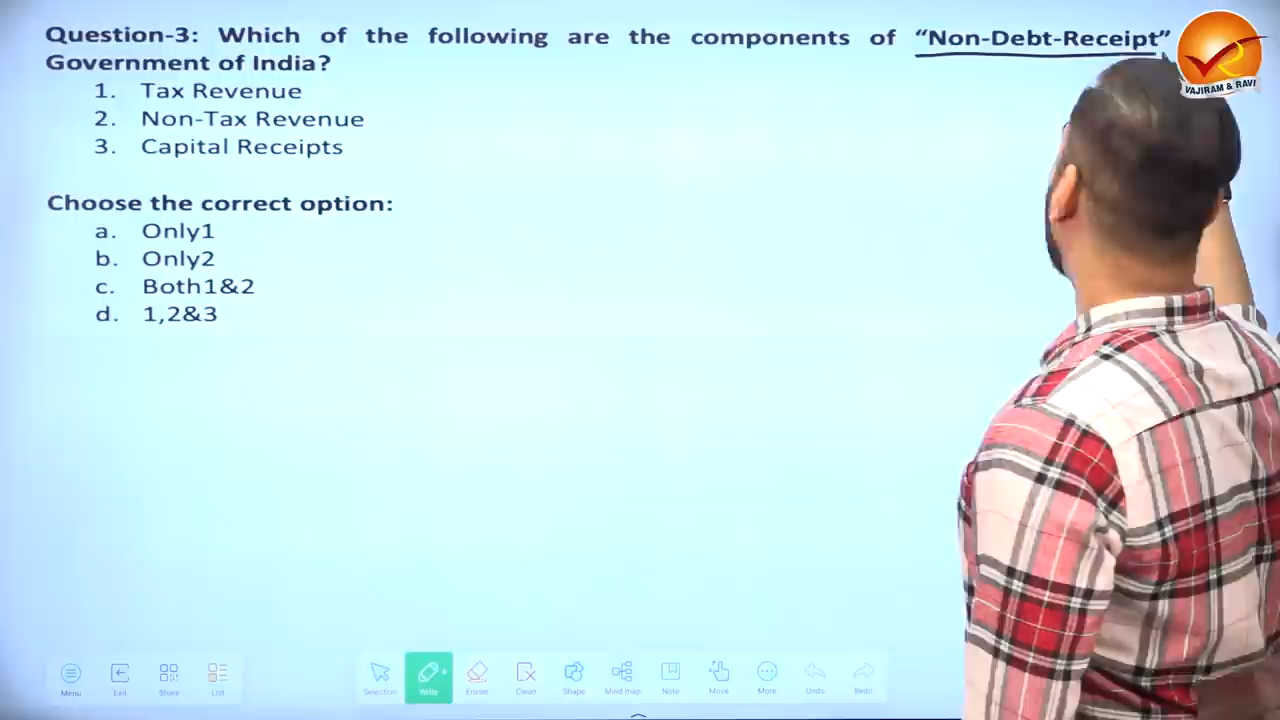 Question-3: Which of the following are the components of “Non-Debt-Receipt”
Government of India?
1. Tax Revenue
2. Non-Tax Revenue
3. Capital Receipts
Choose the correct option:
a. Only1
b. Only2
c. Both1&2
d. 1,2&3
VAJIRAM & RAVI
Menu Exit Share List Selection Write Eraser Clean Shape Mind map Note Move More Undo Redo